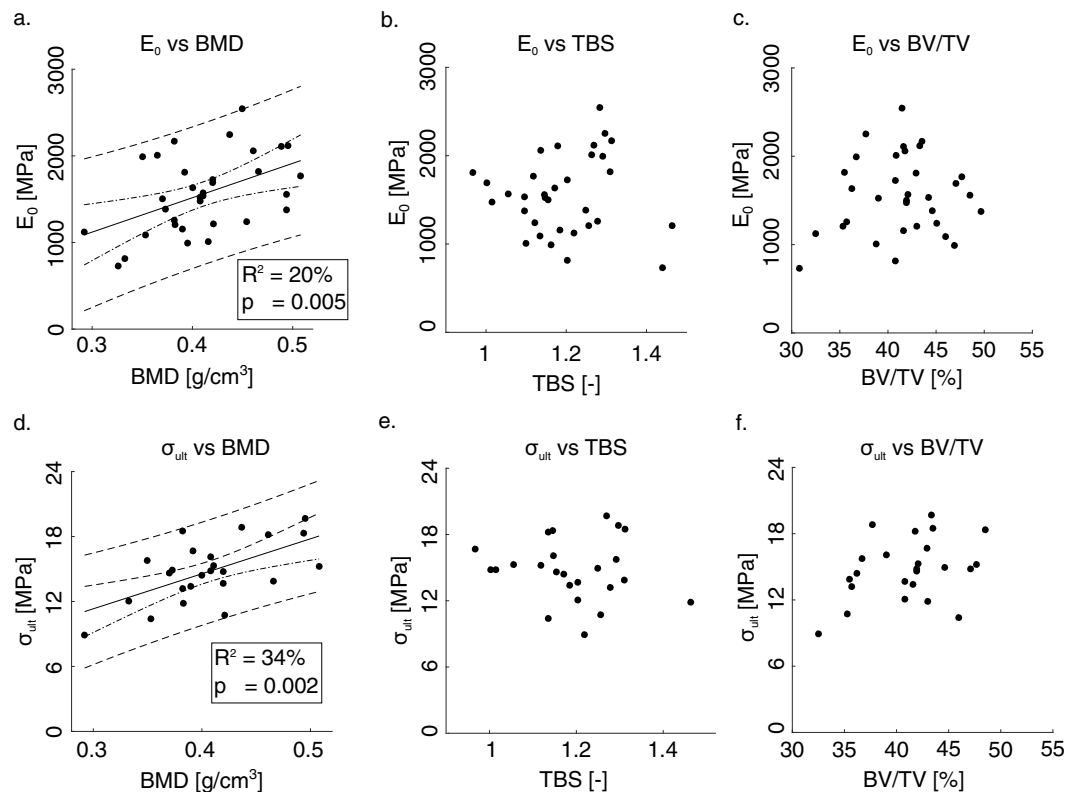 a.
E₀ vs BMD
3000
2000
1000
0
E₀ [MPa]
R² = 20%
p = 0.005
0.3 0.4 0.5
BMD [g/cm³]
b.
E₀ vs TBS
3000
2000
1000
0
E₀ [MPa]
1 1.2 1.4
TBS [-]
c.
E₀ vs BV/TV
3000
2000
1000
0
E₀ [MPa]
30 35 40 45 50 55
BV/TV [%]
d.
σult vs BMD
24
18
12
6
0
σult [MPa]
R² = 34%
p = 0.002
0.3 0.4 0.5
BMD [g/cm³]
e.
σult vs TBS
24
18
12
6
0
σult [MPa]
1 1.2 1.4
TBS [-]
f.
σult vs BV/TV
24
18
12
6
0
σult [MPa]
30 35 40 45 50 55
BV/TV [%]